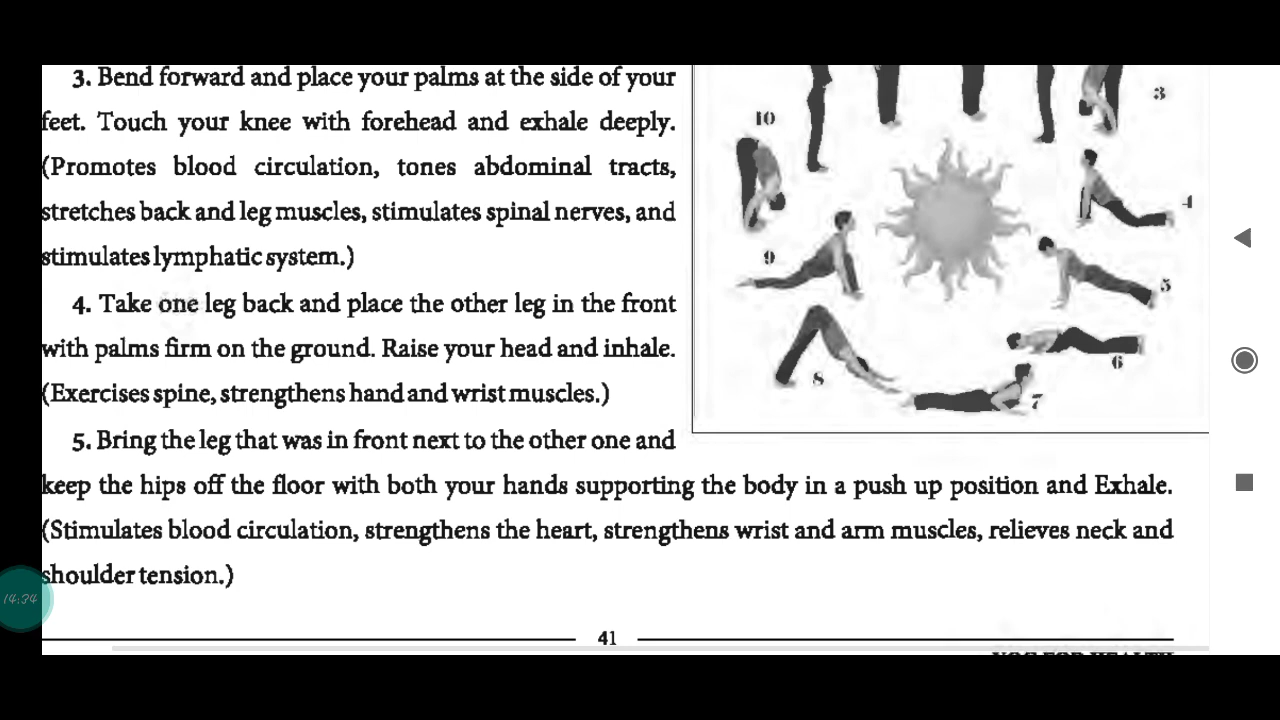 3. Bend forward and place your palms at the side of your
feet. Touch your knee with forehead and exhale deeply.
(Promotes blood circulation, tones abdominal tracts,
stretches back and leg muscles, stimulates spinal nerves, and
stimulates lymphatic system.)
4. Take one leg back and place the other leg in the front
with palms firm on the ground. Raise your head and inhale.
(Exercises spine, strengthens hand and wrist muscles.)
5. Bring the leg that was in front next to the other one and
keep the hips off the floor with both your hands supporting the body in a push up position and Exhale.
(Stimulates blood circulation, strengthens the heart, strengthens wrist and arm muscles, relieves neck and
shoulder tension.)
3
10
4
9
5
6
8
7
14:34
41